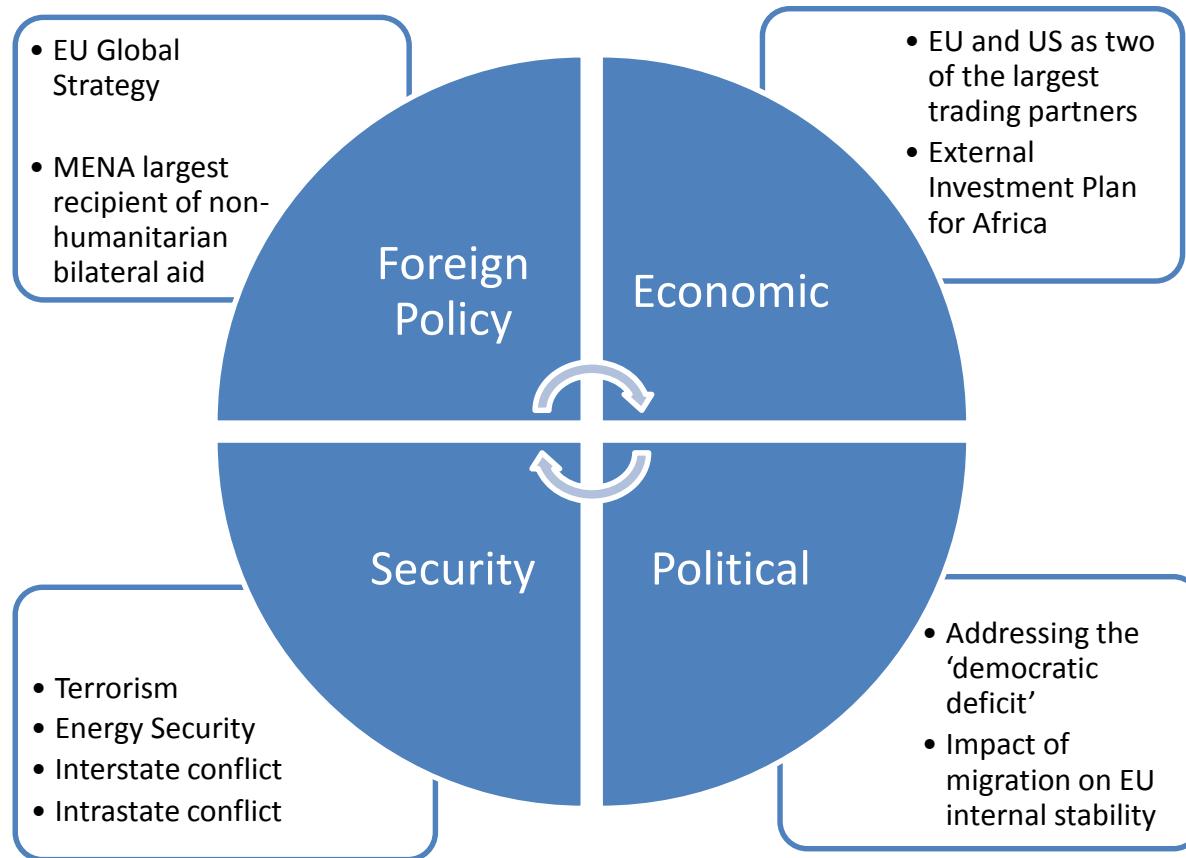 • EU Global
Strategy
• MENA largest
recipient of non-
humanitarian
bilateral aid
• EU and US as two
of the largest
trading partners
• External
Investment Plan
for Africa
Foreign
Policy
Economic
Security
Political
• Terrorism
• Energy Security
• Interstate conflict
• Intrastate conflict
• Addressing the
‘democratic
deficit’
• Impact of
migration on EU
internal stability